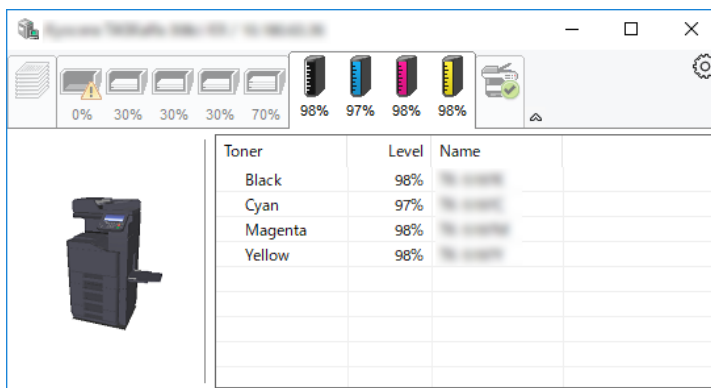 0% 30% 30% 30% 70% 98% 97% 98% 98%
Toner Level Name
Black 98%
Cyan 97%
Magenta 98%
Yellow 98%